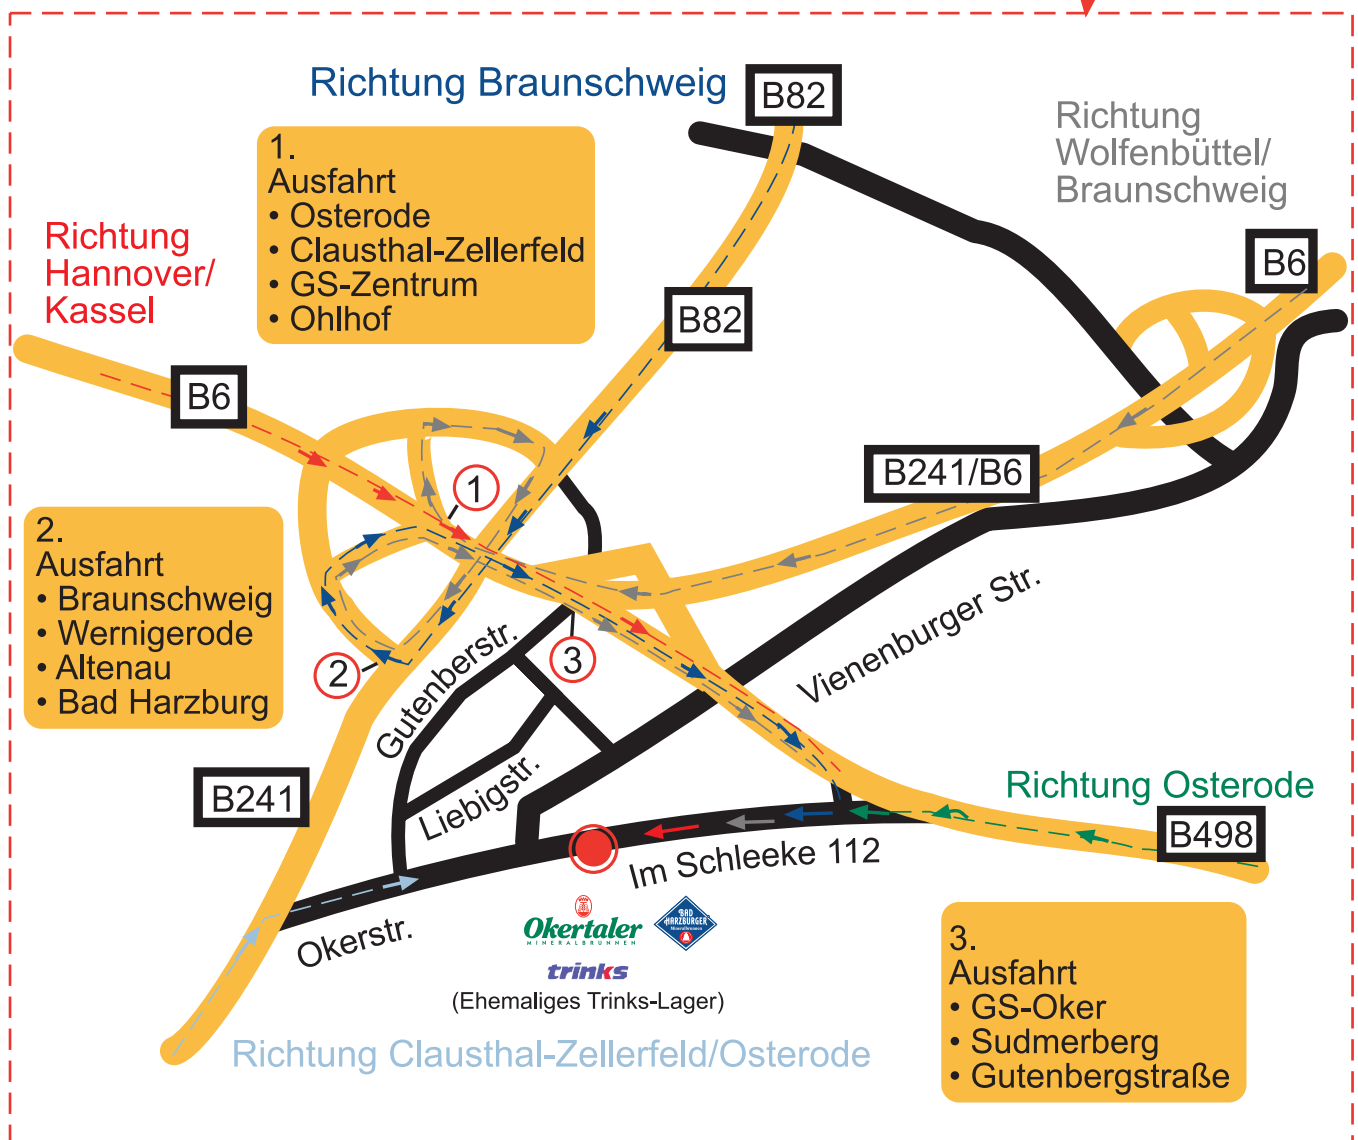 Richtung Braunschweig
B82
Richtung
Wolfenbüttel/
Braunschweig
1.
Ausfahrt
• Osterode
• Clausthal-Zellerfeld
• GS-Zentrum
• Ohlhof
Richtung
Hannover/
Kassel
B6
B82
B6
B241/B6
1
2.
Ausfahrt
• Braunschweig
• Wernigerode
• Altenau
• Bad Harzburg
2
3
Gutenberstr.
Vienenburger Str.
Liebigstr.
B241
Richtung Osterode
B498
Im Schleeke 112
Okerstr.
Okertaler
MINERALBRUNNEN
BAD
HARZBURGER
Mineralbrunnen
trinks
(Ehemaliges Trinks-Lager)
Richtung Clausthal-Zellerfeld/Osterode
3.
Ausfahrt
• GS-Oker
• Sudmerberg
• Gutenbergstraße